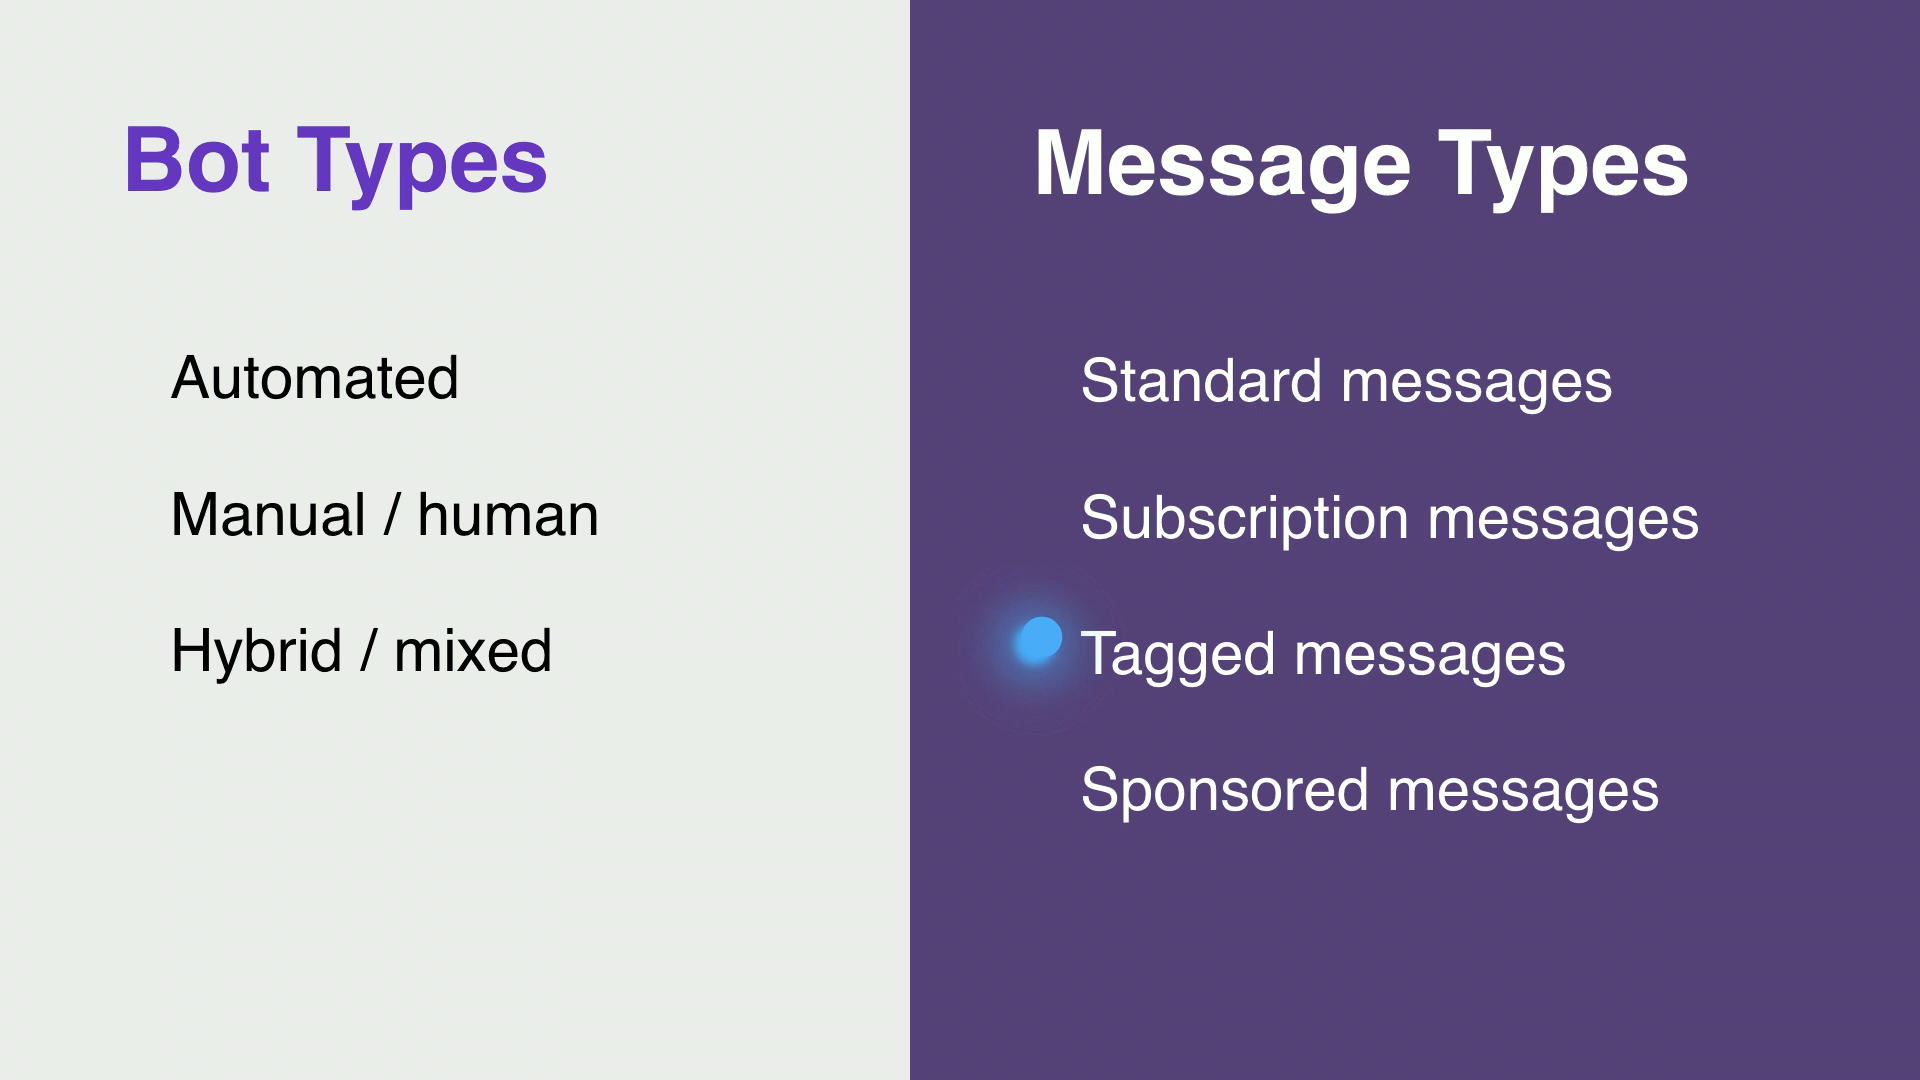 Bot Types
Automated
Manual / human
Hybrid / mixed
Message Types
Standard messages
Subscription messages
Tagged messages
Sponsored messages